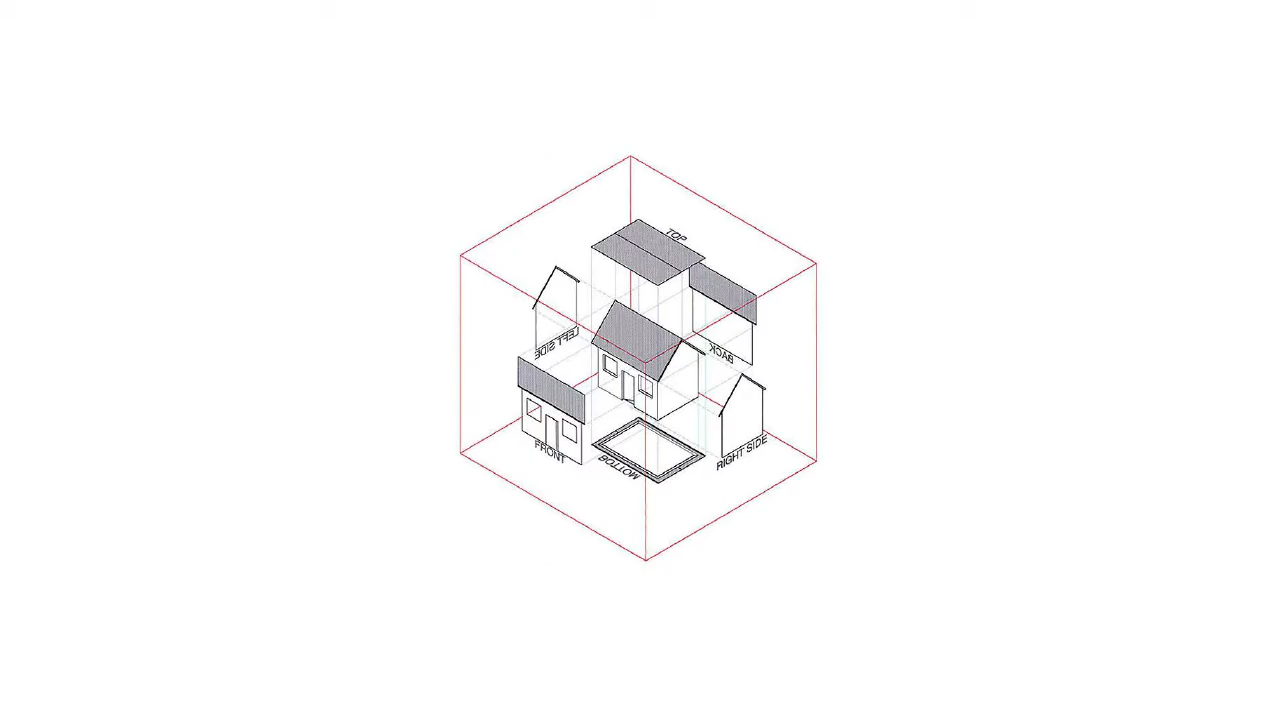 TOP
LEFT SIDE
BACK
FRONT
BOTTOM
RIGHT SIDE